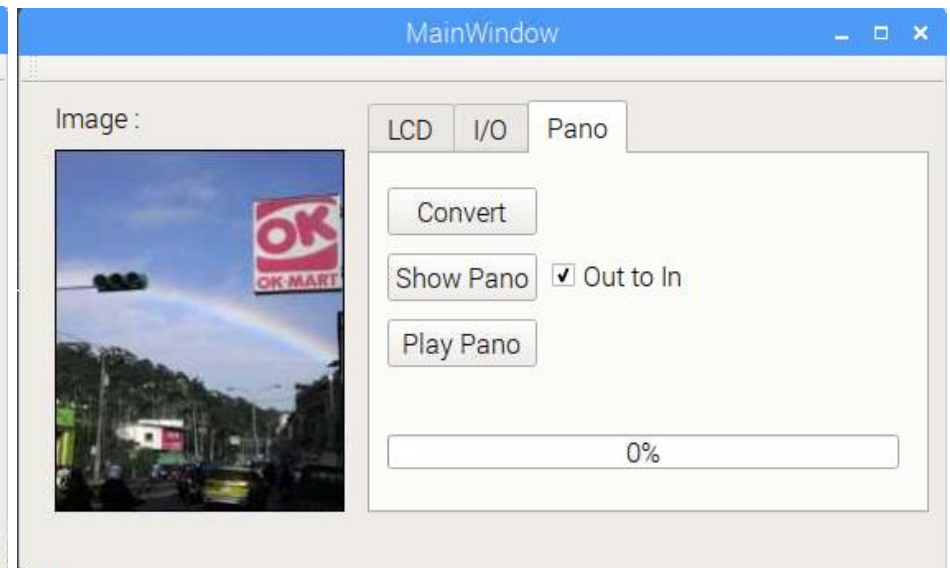 MainWindow
Image :
LCD I/O Pano
OK
OK-MART
Convert
Show Pano Out to In
Play Pano
0%